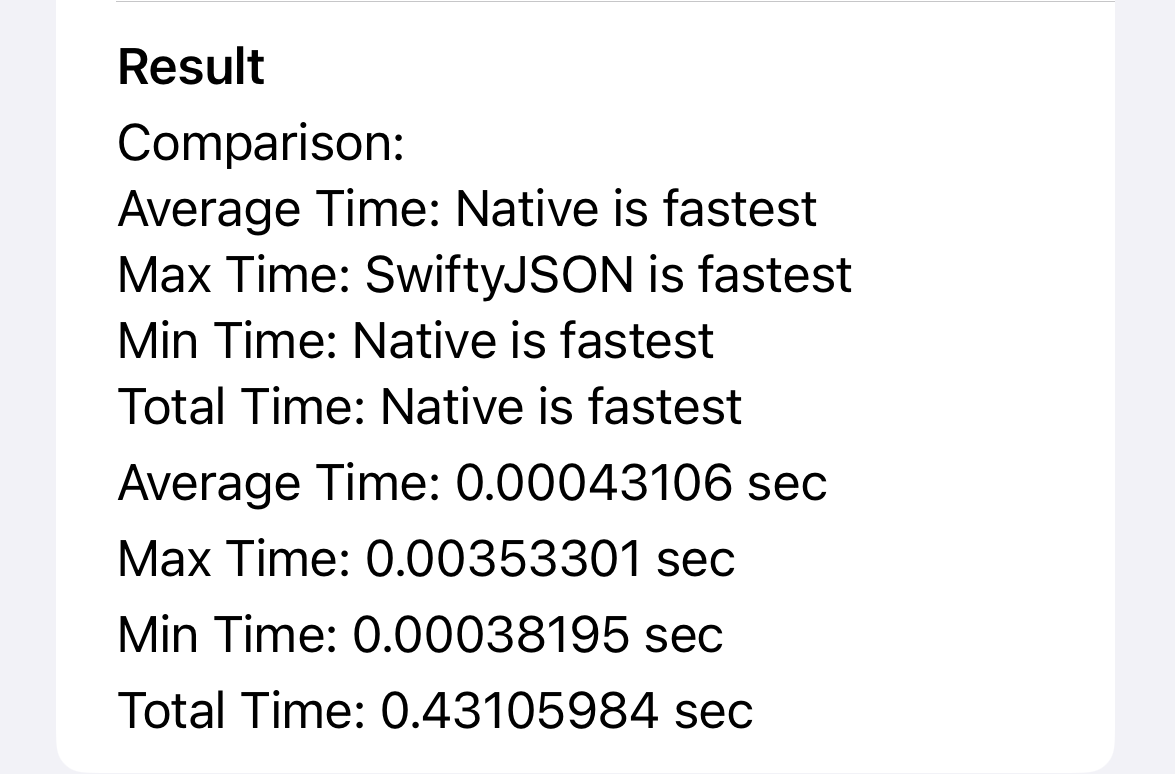 Result
Comparison:
Average Time: Native is fastest
Max Time: SwiftyJSON is fastest
Min Time: Native is fastest
Total Time: Native is fastest
Average Time: 0.00043106 sec
Max Time: 0.00353301 sec
Min Time: 0.00038195 sec
Total Time: 0.43105984 sec